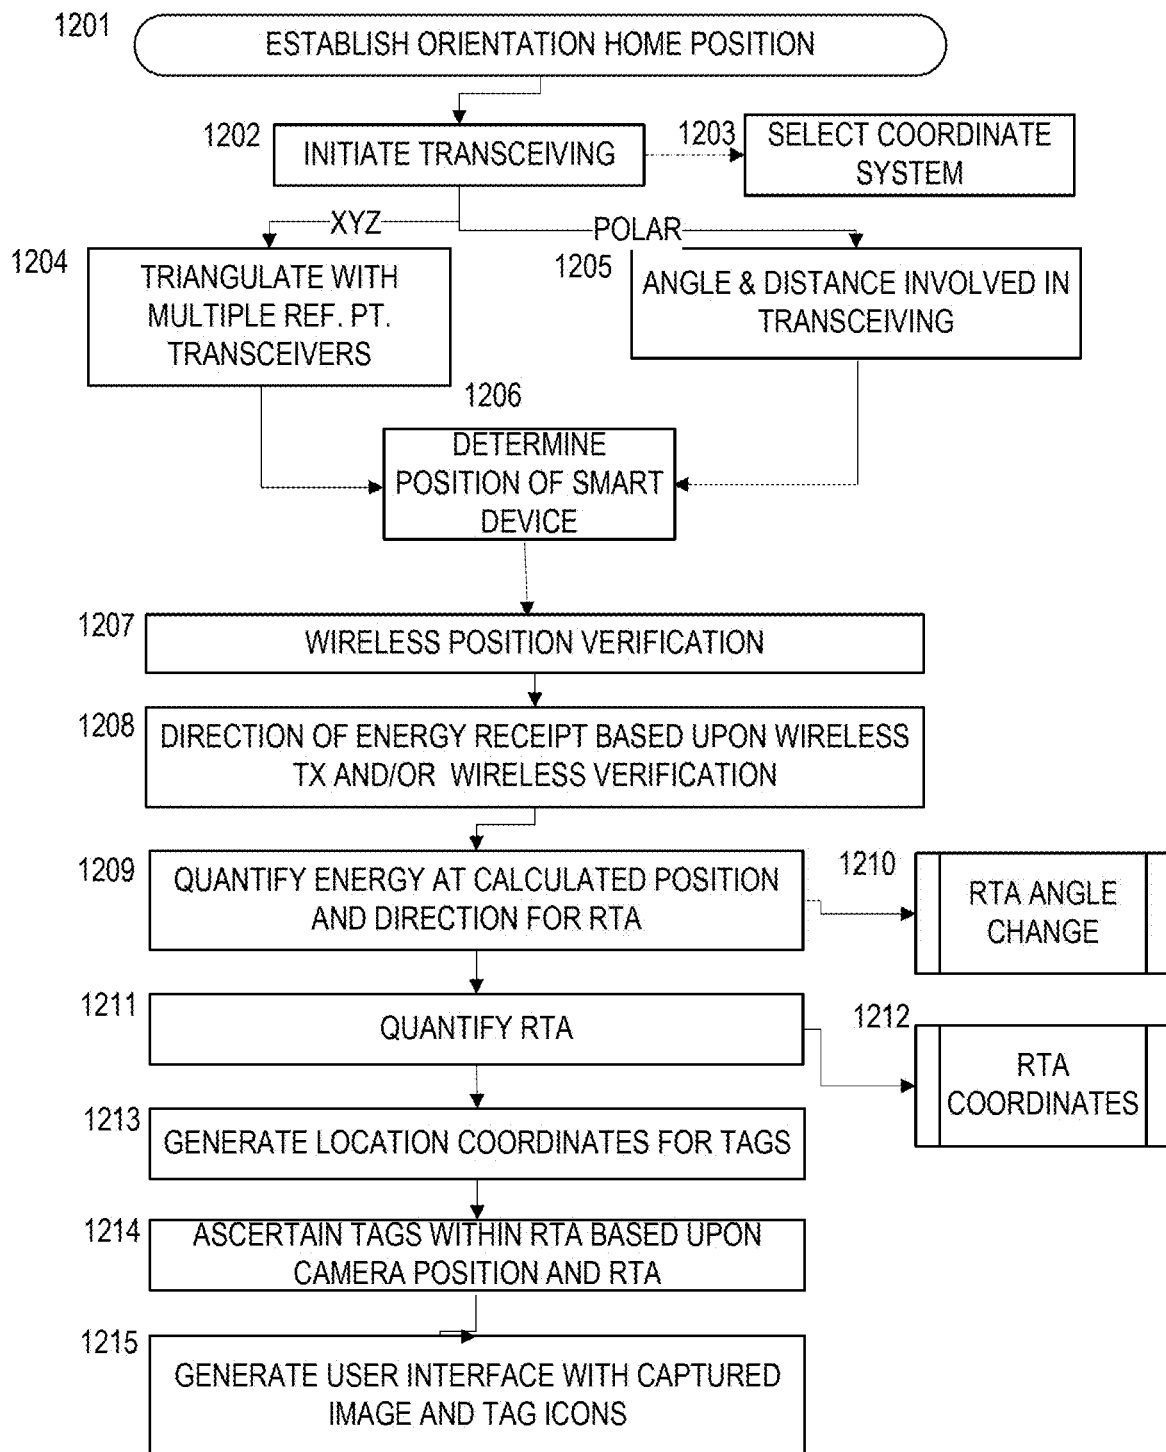 1201
ESTABLISH ORIENTATION HOME POSITION
1202
INITIATE TRANSCEIVING
1203
SELECT COORDINATE
SYSTEM
XYZ
POLAR
1204
TRIANGULATE WITH
MULTIPLE REF. PT.
TRANSCEIVERS
1205
ANGLE & DISTANCE INVOLVED IN
TRANSCEIVING
1206
DETERMINE
POSITION OF SMART
DEVICE
1207
WIRELESS POSITION VERIFICATION
1208
DIRECTION OF ENERGY RECEIPT BASED UPON WIRELESS
TX AND/OR WIRELESS VERIFICATION
1209
QUANTIFY ENERGY AT CALCULATED POSITION
AND DIRECTION FOR RTA
1210
RTA ANGLE
CHANGE
1211
QUANTIFY RTA
1212
RTA
COORDINATES
1213
GENERATE LOCATION COORDINATES FOR TAGS
1214
ASCERTAIN TAGS WITHIN RTA BASED UPON
CAMERA POSITION AND RTA
1215
GENERATE USER INTERFACE WITH CAPTURED
IMAGE AND TAG ICONS